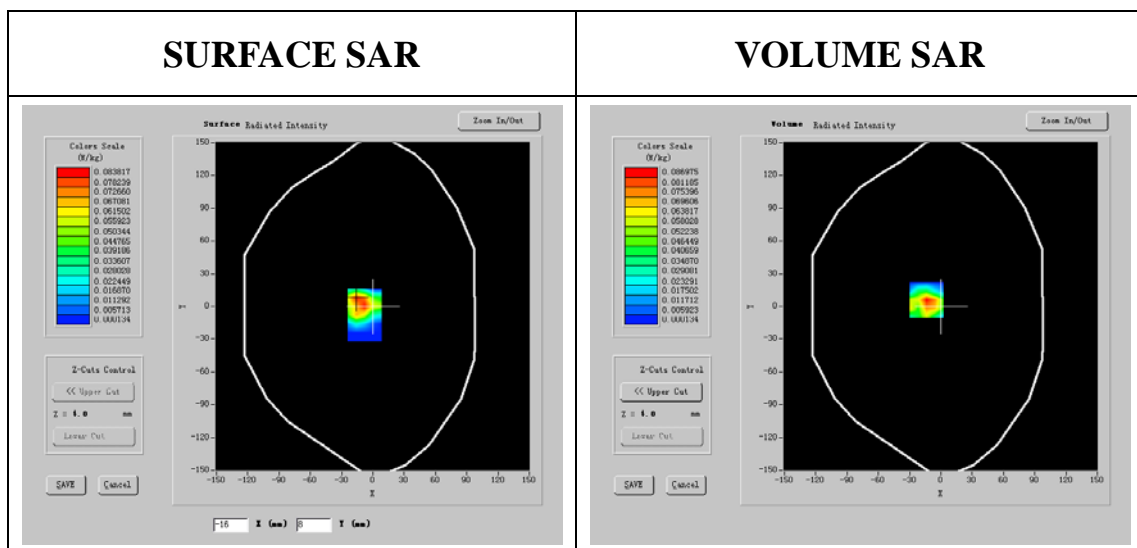 SURFACE SAR
Surface Radiated Intensity
Zoom In/Out
Colors Scale
(W/kg)
0.083817
0.078239
0.072660
0.067081
0.061502
0.055923
0.050344
0.044765
0.039186
0.033607
0.028028
0.022449
0.016870
0.011292
0.005713
0.000134
Z-Cuts Control
<< Upper Cut
Z = 4.0 mm
Lower Cut
SAVE Cancel
150
120
90
60
30
0
-30
-60
-90
-120
-150
Y
-150 -120 -90 -60 -30 0 30 60 90 120 150
X
-16 X (mm) 8 Y (mm)
VOLUME SAR
Volume Radiated Intensity
Zoom In/Out
Colors Scale
(W/kg)
0.086975
0.081185
0.075396
0.069606
0.063817
0.058028
0.052238
0.046449
0.040659
0.034870
0.029081
0.023291
0.017502
0.011712
0.005923
0.000134
Z-Cuts Control
<< Upper Cut
Z = 4.0 mm
Lower Cut
SAVE Cancel
150
120
90
60
30
0
-30
-60
-90
-120
-150
Y
-150 -120 -90 -60 -30 0 30 60 90 120 150
X